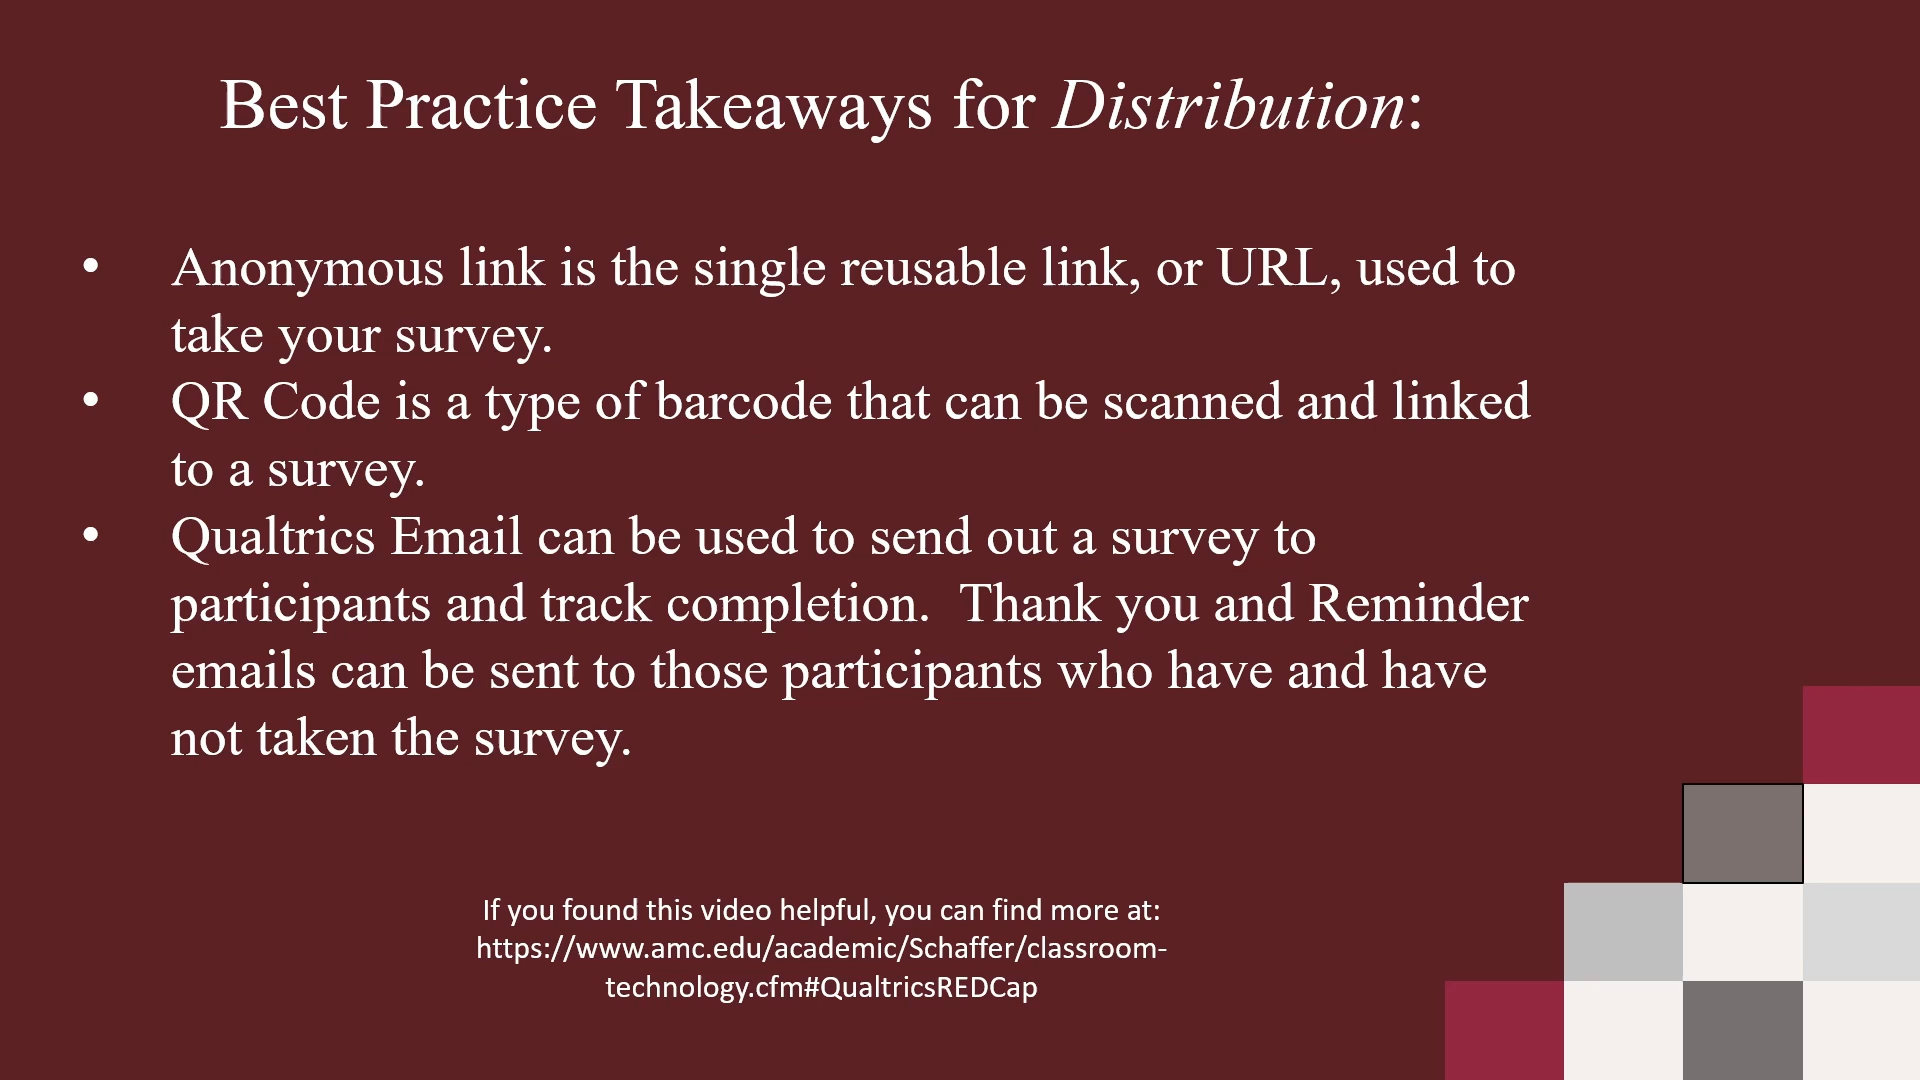 Best Practice Takeaways for Distribution:
• Anonymous link is the single reusable link, or URL, used to
take your survey.
• QR Code is a type of barcode that can be scanned and linked
to a survey.
• Qualtrics Email can be used to send out a survey to
participants and track completion.  Thank you and Reminder
emails can be sent to those participants who have and have
not taken the survey.
If you found this video helpful, you can find more at:
https://www.amc.edu/academic/Schaffer/classroom-
technology.cfm#QualtricsREDCap